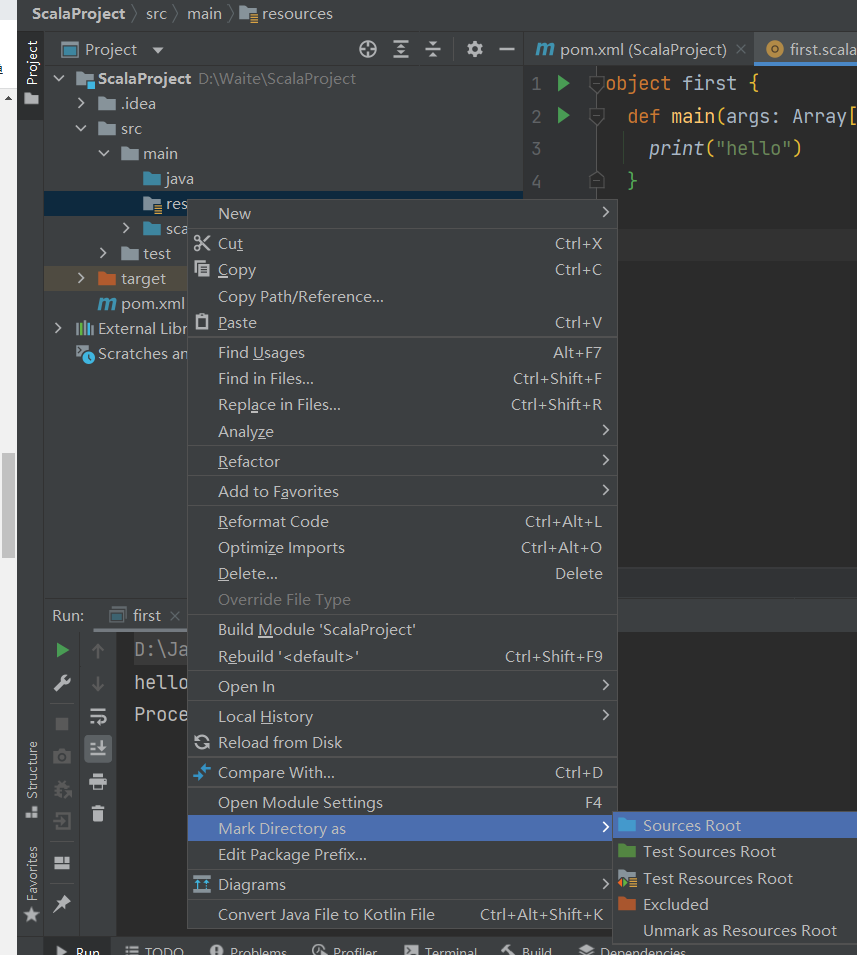 ScalaProject src main resources
Project
Project
pom.xml (ScalaProject)
first.scala
ScalaProject D:\Waite\ScalaProject
.idea
src
main
java
res
sca
test
target
pom.xml
External Libr
Scratches an
1 object first {
2 def main(args: Array[
3 print("hello")
4 }
New
Cut Ctrl+X
Copy Ctrl+C
Copy Path/Reference...
Paste Ctrl+V
Find Usages Alt+F7
Find in Files... Ctrl+Shift+F
Replace in Files... Ctrl+Shift+R
Analyze
Refactor
Add to Favorites
Reformat Code Ctrl+Alt+L
Optimize Imports Ctrl+Alt+O
Delete... Delete
Override File Type
Build Module 'ScalaProject'
Rebuild '<default>' Ctrl+Shift+F9
Open In
Local History
Reload from Disk
Compare With... Ctrl+D
Open Module Settings F4
Mark Directory as
Edit Package Prefix...
Diagrams
Convert Java File to Kotlin File Ctrl+Alt+Shift+K
Sources Root
Test Sources Root
Test Resources Root
Excluded
Unmark as Resources Root
Run: first
D:\Ja
hello
Proce
Structure
Favorites
Run TODO Problems Profiler Terminal Build Dependencies